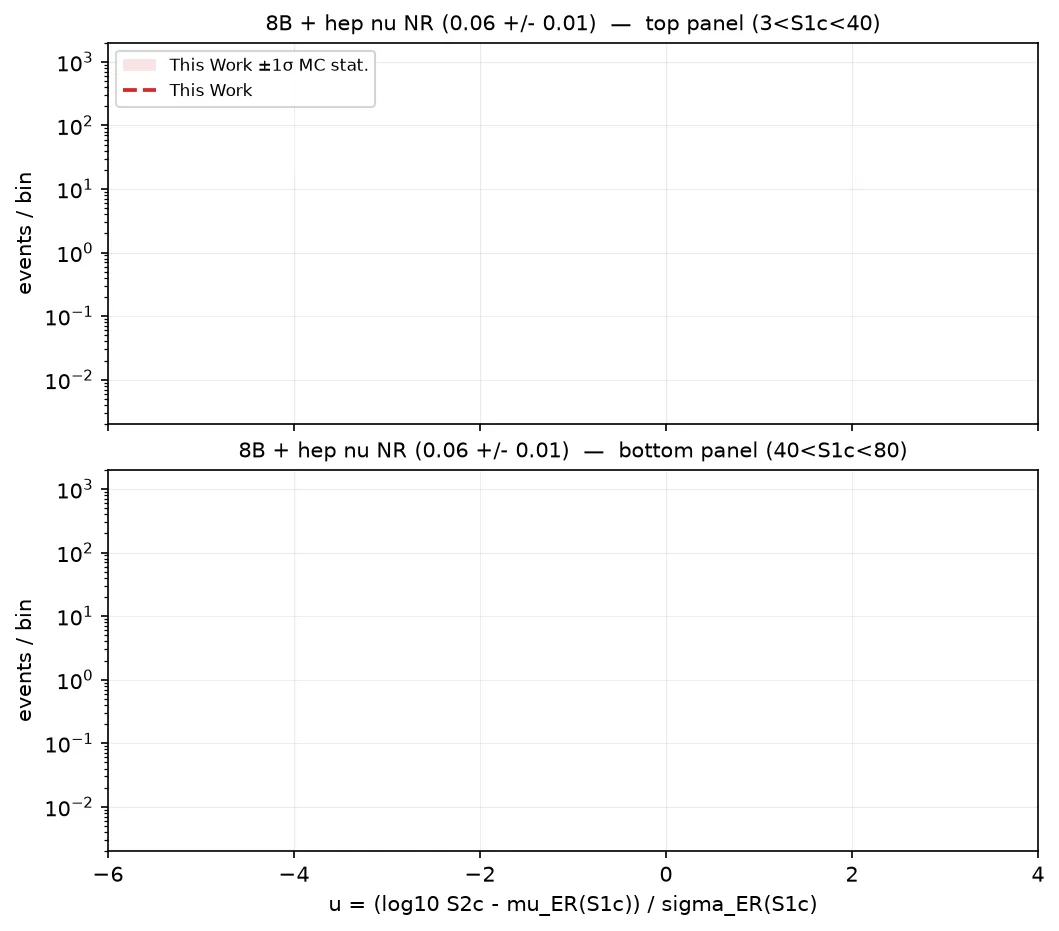 8B + hep nu NR (0.06 +/- 0.01) — top panel (3<S1c<40)
This Work ±1σ MC stat.
This Work
10³
10²
10¹
10⁰
10⁻¹
10⁻²
events / bin
8B + hep nu NR (0.06 +/- 0.01) — bottom panel (40<S1c<80)
10³
10²
10¹
10⁰
10⁻¹
10⁻²
events / bin
−6 −4 −2 0 2 4
u = (log10 S2c - mu_ER(S1c)) / sigma_ER(S1c)